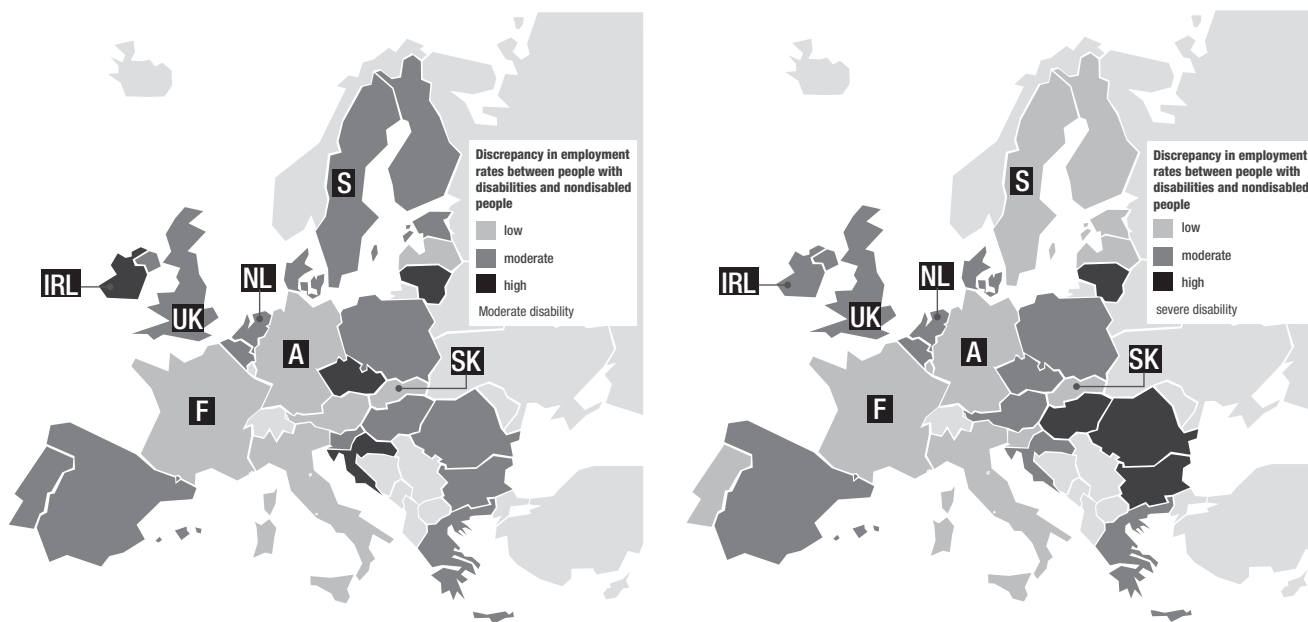 S
Discrepancy in employment
rates between people with
disabilities and nondisabled
people
low
moderate
high
Moderate disability
IRL
NL
UK
A
SK
F
S
Discrepancy in employment
rates between people with
disabilities and nondisabled
people
low
moderate
high
severe disability
IRL
NL
UK
A
SK
F